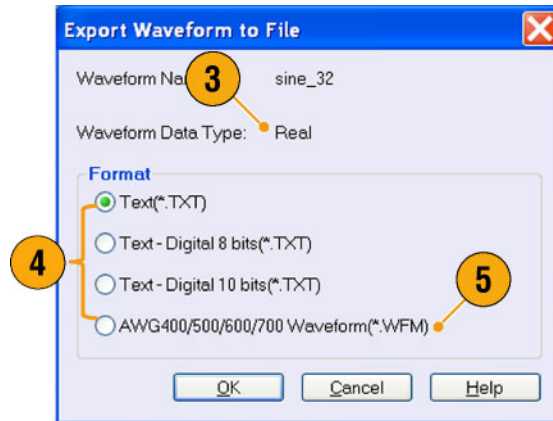 Export Waveform to File
Waveform Na 3 sine_32
Waveform Data Type: Real
Format
Text(*.TXT)
Text - Digital 8 bits(*.TXT)
4
Text - Digital 10 bits(*.TXT)
5
AWG400/500/600/700 Waveform(*.WFM)
OK Cancel Help